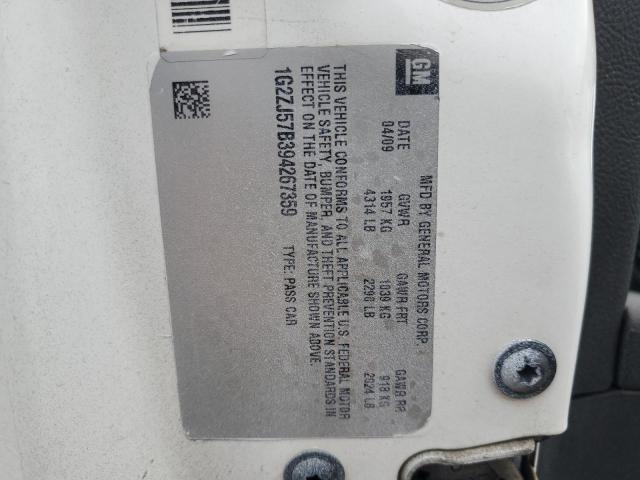 GM
MFD BY GENERAL MOTORS CORP
DATE GVWR GAWR FRT GAWR RR
04/09 1957 KG 1039 KG 918 KG
4314 LB 2290 LB 2024 LB
THIS VEHICLE CONFORMS TO ALL APPLICABLE U.S. FEDERAL MOTOR
VEHICLE SAFETY, BUMPER, AND THEFT PREVENTION STANDARDS IN
EFFECT ON THE DATE OF MANUFACTURE SHOWN ABOVE.
1G2ZJ57B394267359 TYPE: PASS CAR